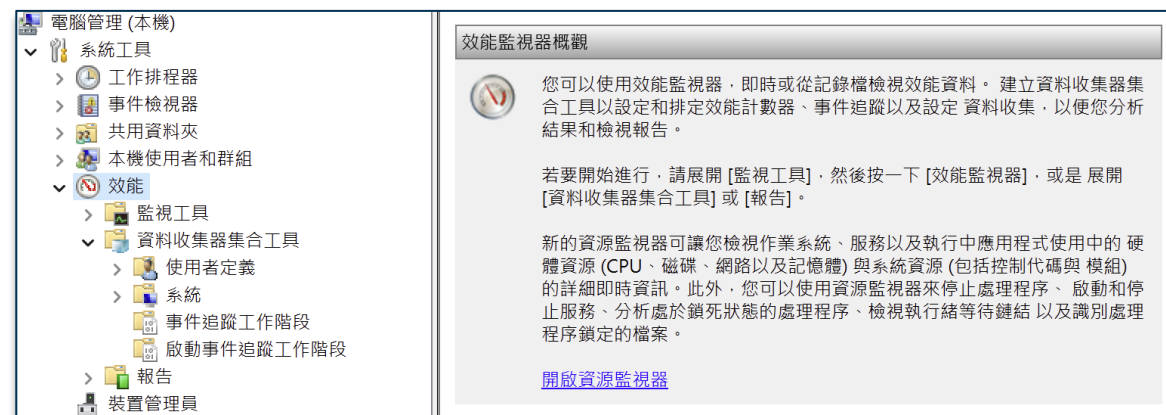 電腦管理 (本機)
系統工具
工作排程器
事件檢視器
共用資料夾
本機使用者和群組
效能
監視工具
資料收集器集合工具
使用者定義
系統
事件追蹤工作階段
啟動事件追蹤工作階段
報告
裝置管理員
效能監視器概觀
您可以使用效能監視器，即時或從記錄檔檢視效能資料。 建立資料收集器集
合工具以設定和排定效能計數器、事件追蹤以及設定 資料收集，以便您分析
結果和檢視報告。
若要開始進行，請展開 [監視工具]，然後按一下 [效能監視器]，或是 展開
[資料收集器集合工具] 或 [報告]。
新的資源監視器可讓您檢視作業系統、服務以及執行中應用程式使用中的 硬
體資源 (CPU、磁碟、網路以及記憶體) 與系統資源 (包括控制代碼與 模組)
的詳細即時資訊。此外，您可以使用資源監視器來停止處理程序、 啟動和停
止服務、分析處於鎖死狀態的處理程序、檢視執行緒等待鏈結 以及識別處理
程序鎖定的檔案。
開啟資源監視器